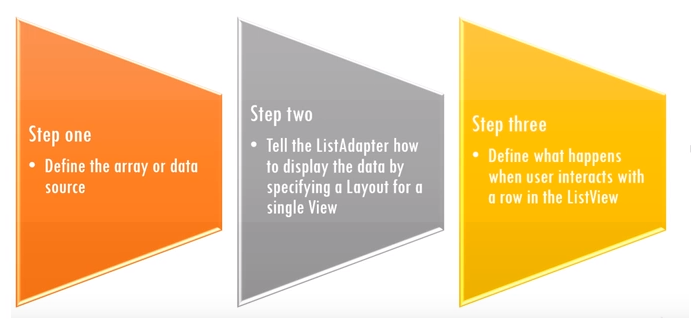 Step one
• Define the array or data
source
Step two
• Tell the ListAdapter how
to display the data by
specifying a Layout for a
single View
Step three
• Define what happens
when user interacts with
a row in the ListView